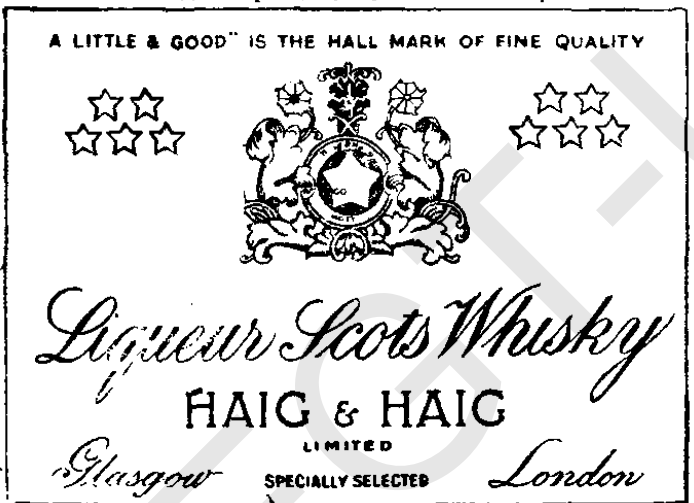 A LITTLE & GOOD" IS THE HALL MARK OF FINE QUALITY
Liqueur Scots Whisky
HAIG & HAIG
LIMITED
Glasgow SPECIALLY SELECTED London